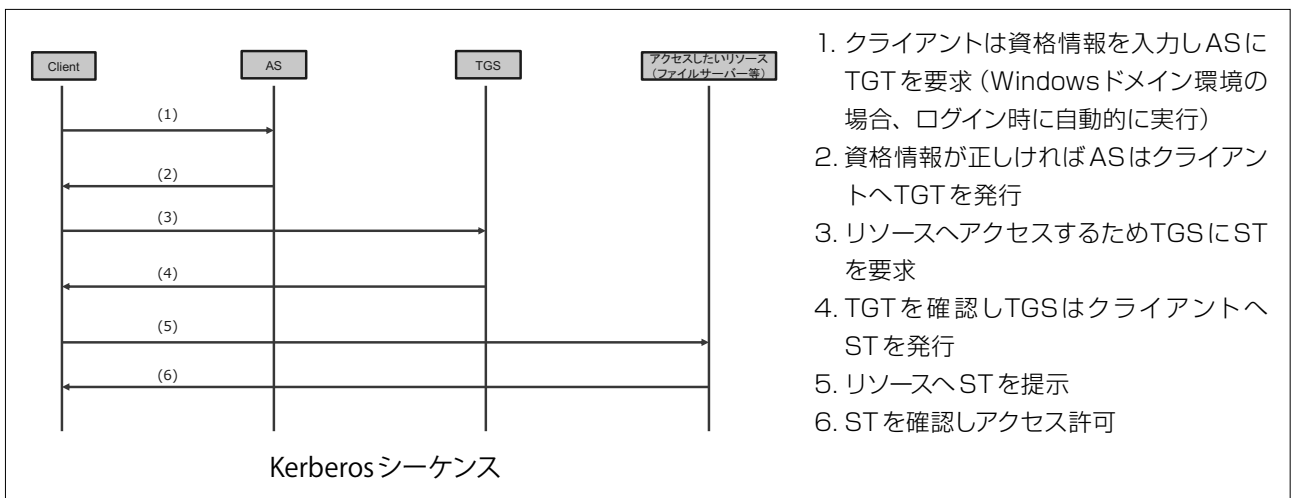 Client
AS
TGS
アクセスしたいリソース
(ファイルサーバー等)
(1)
(2)
(3)
(4)
(5)
(6)
Kerberosシーケンス
1. クライアントは資格情報を入力しASに
TGTを要求(Windowsドメイン環境の
場合、ログイン時に自動的に実行)
2. 資格情報が正しければASはクライアン
トへTGTを発行
3. リソースへアクセスするためTGSにST
を要求
4. TGTを確認しTGSはクライアントへ
STを発行
5. リソースへSTを提示
6. STを確認しアクセス許可